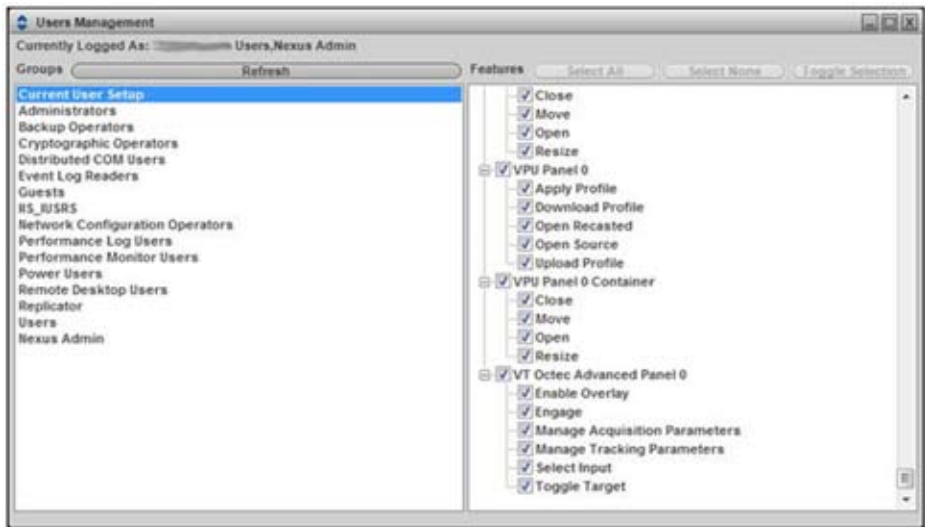 Users Management
Currently Logged As: Users,Nexus Admin
Groups Refresh
Features Select All Select None Toggle Selection
Current User Setup
Administrators
Backup Operators
Cryptographic Operators
Distributed COM Users
Event Log Readers
Guests
IIS_IUSRS
Network Configuration Operators
Performance Log Users
Performance Monitor Users
Power Users
Remote Desktop Users
Replicator
Users
Nexus Admin
Close
Move
Open
Resize
VPU Panel 0
Apply Profile
Download Profile
Open Recasted
Open Source
Upload Profile
VPU Panel 0 Container
Close
Move
Open
Resize
VT Octec Advanced Panel 0
Enable Overlay
Engage
Manage Acquisition Parameters
Manage Tracking Parameters
Select Input
Toggle Target